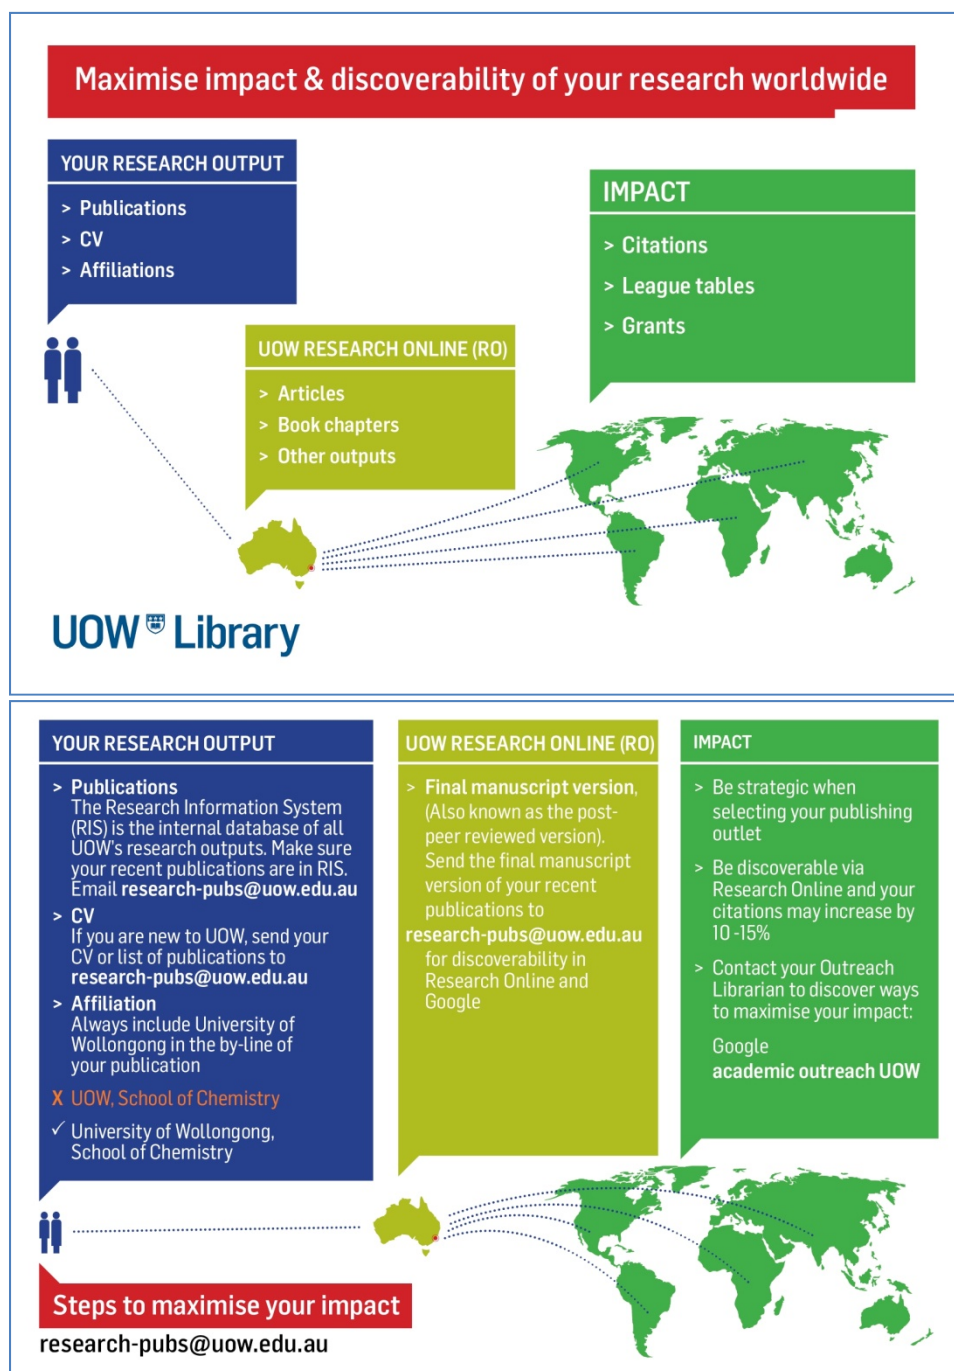 Maximise impact & discoverability of your research worldwide
YOUR RESEARCH OUTPUT
> Publications
> CV
> Affiliations
IMPACT
> Citations
> League tables
> Grants
UOW RESEARCH ONLINE (RO)
> Articles
> Book chapters
> Other outputs
UOW Library
YOUR RESEARCH OUTPUT
> Publications
The Research Information System
(RIS) is the internal database of all
UOW's research outputs. Make sure
your recent publications are in RIS.
Email research-pubs@uow.edu.au
> CV
If you are new to UOW, send your
CV or list of publications to
research-pubs@uow.edu.au
> Affiliation
Always include University of
Wollongong in the by-line of
your publication
X UOW, School of Chemistry
✓ University of Wollongong,
School of Chemistry
UOW RESEARCH ONLINE (RO)
> Final manuscript version,
(Also known as the post-
peer reviewed version).
Send the final manuscript
version of your recent
publications to
research-pubs@uow.edu.au
for discoverability in
Research Online and
Google
IMPACT
> Be strategic when
selecting your publishing
outlet
> Be discoverable via
Research Online and your
citations may increase by
10 -15%
> Contact your Outreach
Librarian to discover ways
to maximise your impact:
Google
academic outreach UOW
Steps to maximise your impact
research-pubs@uow.edu.au